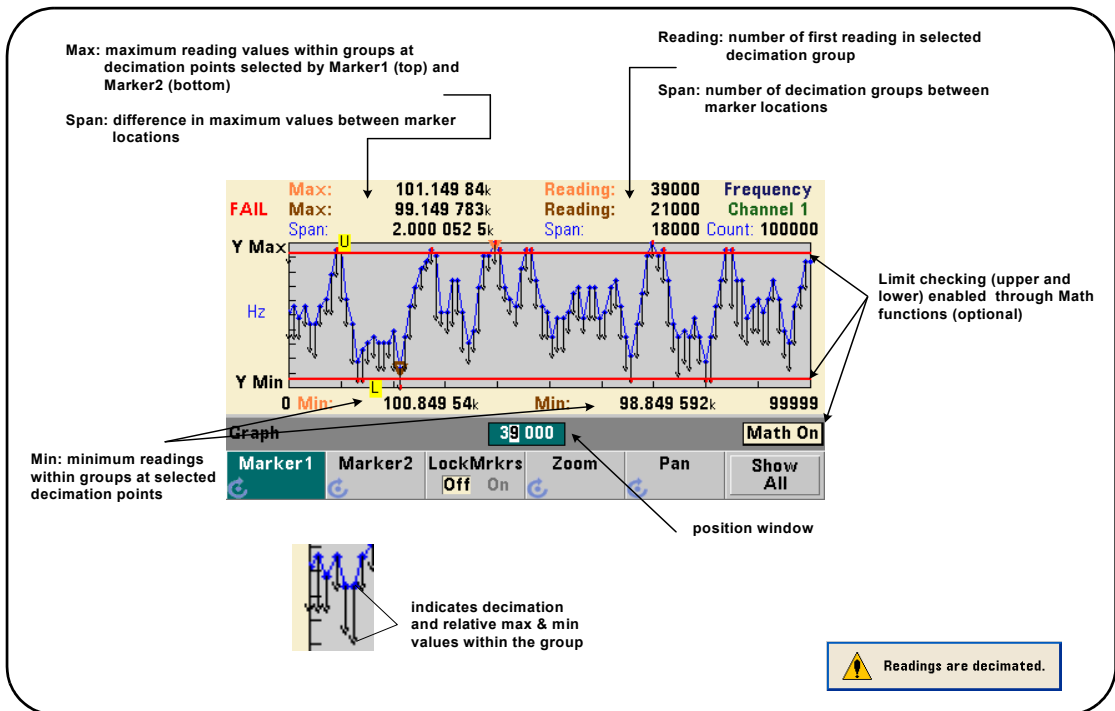 Max: maximum reading values within groups at
decimation points selected by Marker1 (top) and
Marker2 (bottom)
Span: difference in maximum values between marker
locations
Reading: number of first reading in selected
decimation group
Span: number of decimation groups between
marker locations
Max: 101.149 84k Reading: 39000 Frequency
FAIL Max: 99.149 783k Reading: 21000 Channel 1
Span: 2.000 052 5k Span: 18000 Count: 100000
Y Max
U
Hz
Y Min
L
0 Min: 100.849 54k Min: 98.849 592k 99999
Limit checking (upper and
lower) enabled through Math
functions (optional)
Graph 39 000 Math On
Marker1 Marker2 LockMrkrs Zoom Pan Show
Off On All
Min: minimum readings
within groups at selected
decimation points
position window
indicates decimation
and relative max & min
values within the group
Readings are decimated.